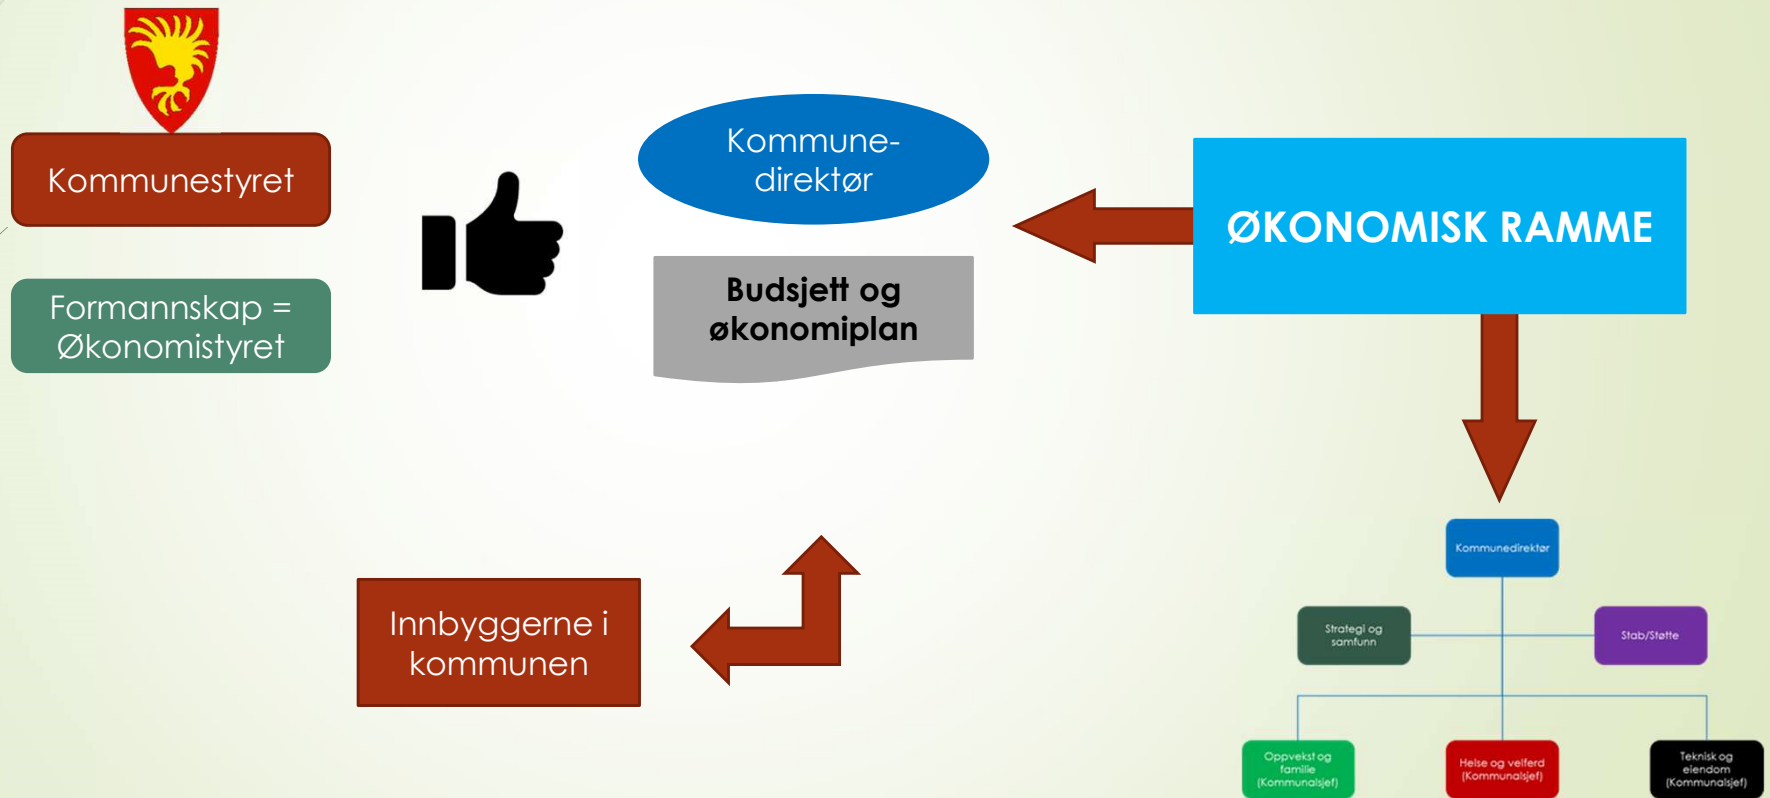 Kommunestyret
Formannskap =
Økonomistyret
Kommune-
direktør
Budsjett og
økonomiplan
ØKONOMISK RAMME
Innbyggerne i
kommunen
Kommunedirektør
Strategi og
samfunn
Stab/Støtte
Oppvekst og
familie
(Kommunalsjef)
Helse og velferd
(Kommunalsjef)
Teknisk og
eiendom
(Kommunalsjef)